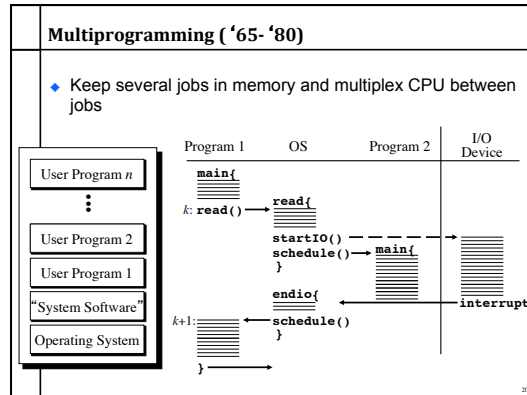 Multiprogramming ( ‘65- ‘80)
◆ Keep several jobs in memory and multiplex CPU between
jobs
User Program n
User Program 2
User Program 1
“System Software”
Operating System
Program 1
OS
Program 2
I/O
Device
main{
k: read()
read{
startIO()
schedule()
}
main{
interrupt
endio{
schedule()
}
k+1:
}
20